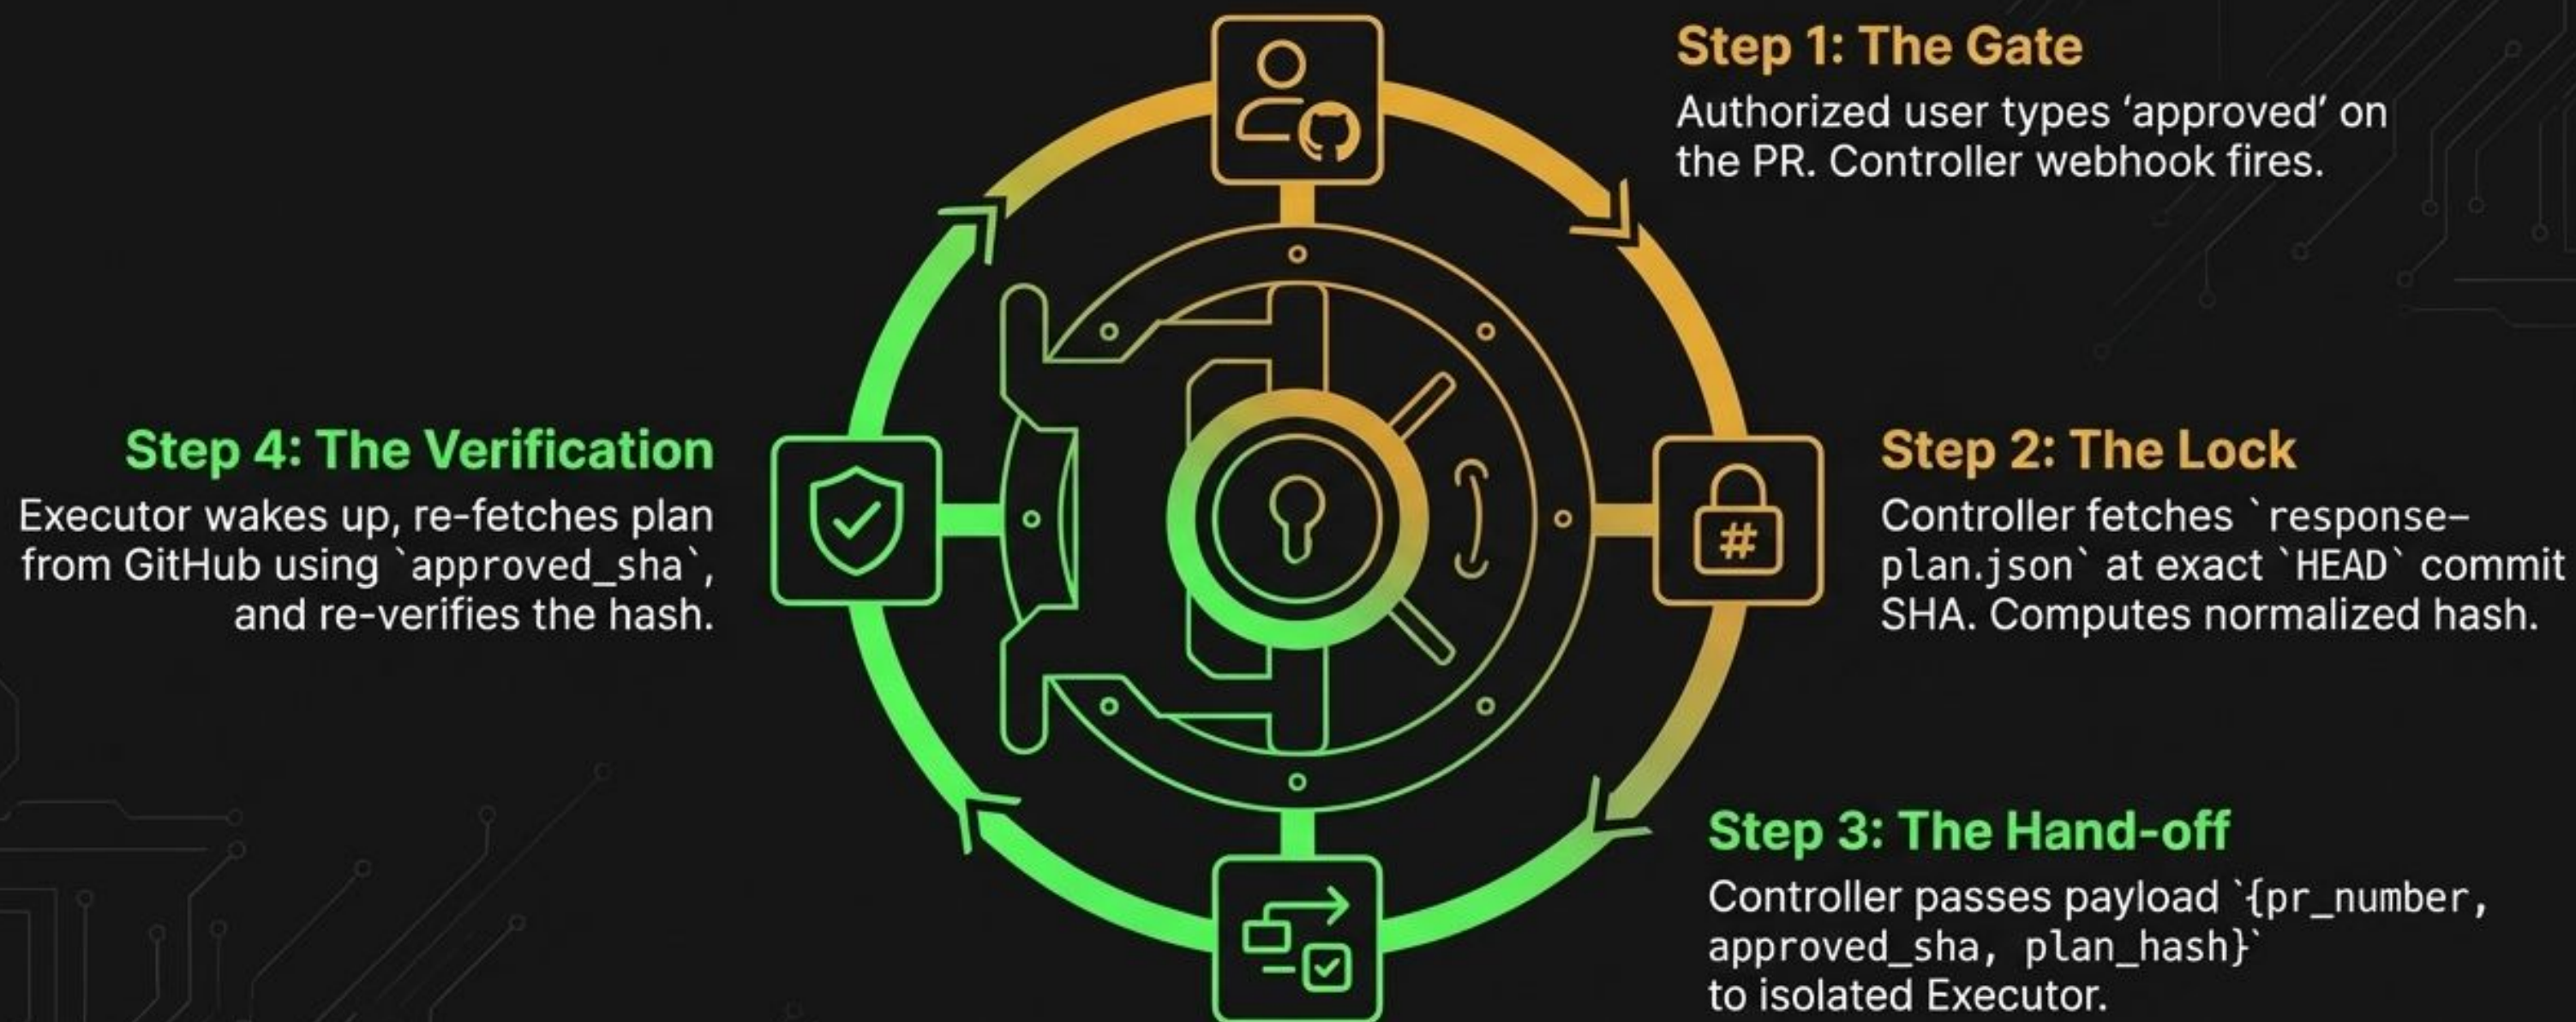 Step 1: The Gate
Authorized user types ‘approved’ on
the PR. Controller webhook fires.
Step 2: The Lock
Controller fetches `response-
plan.json` at exact `HEAD` commit
SHA. Computes normalized hash.
#
Step 3: The Hand-off
Controller passes payload `{pr_number,
approved_sha, plan_hash}`
to isolated Executor.
Step 4: The Verification
Executor wakes up, re-fetches plan
from GitHub using `approved_sha`,
and re-verifies the hash.